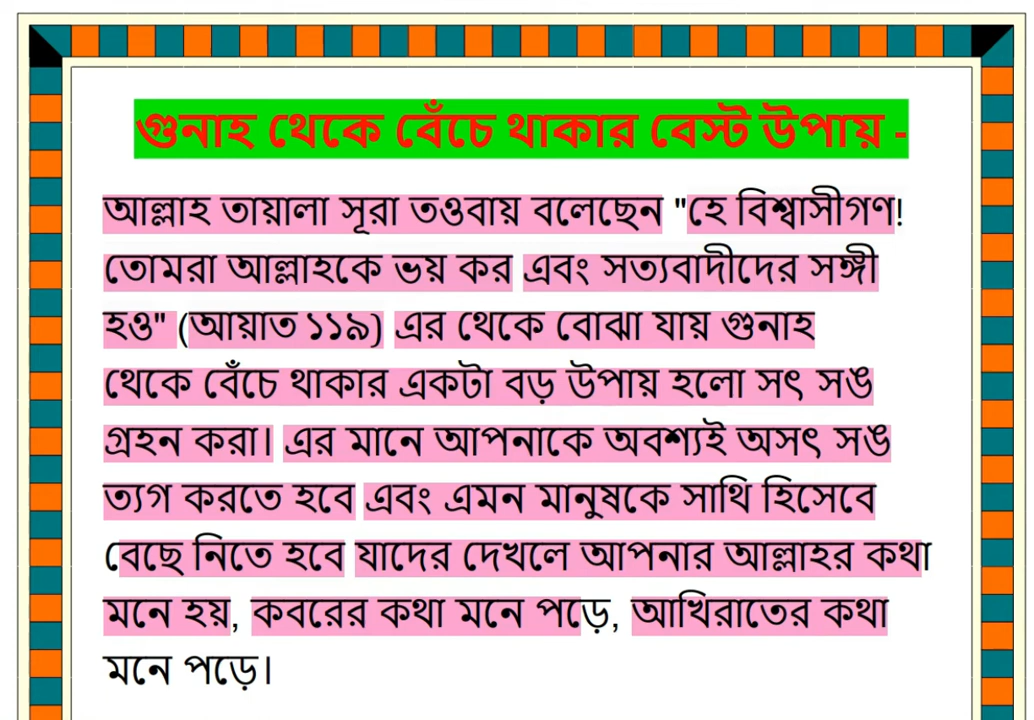 গুনাহ থেকে বেঁচে থাকার বেস্ট উপায় -
আল্লাহ তায়ালা সূরা তওবায় বলেছেন "হে বিশ্বাসীগণ!
তোমরা আল্লাহকে ভয় কর এবং সত্যবাদীদের সঙ্গী
হও" (আয়াত ১১৯) এর থেকে বোঝা যায় গুনাহ
থেকে বেঁচে থাকার একটা বড় উপায় হলো সৎ সঙ
গ্রহন করা। এর মানে আপনাকে অবশ্যই অসৎ সঙ
ত্যগ করতে হবে এবং এমন মানুষকে সাথি হিসেবে
বেছে নিতে হবে যাদের দেখলে আপনার আল্লাহর কথা
মনে হয়, কবরের কথা মনে পড়ে, আখিরাতের কথা
মনে পড়ে।